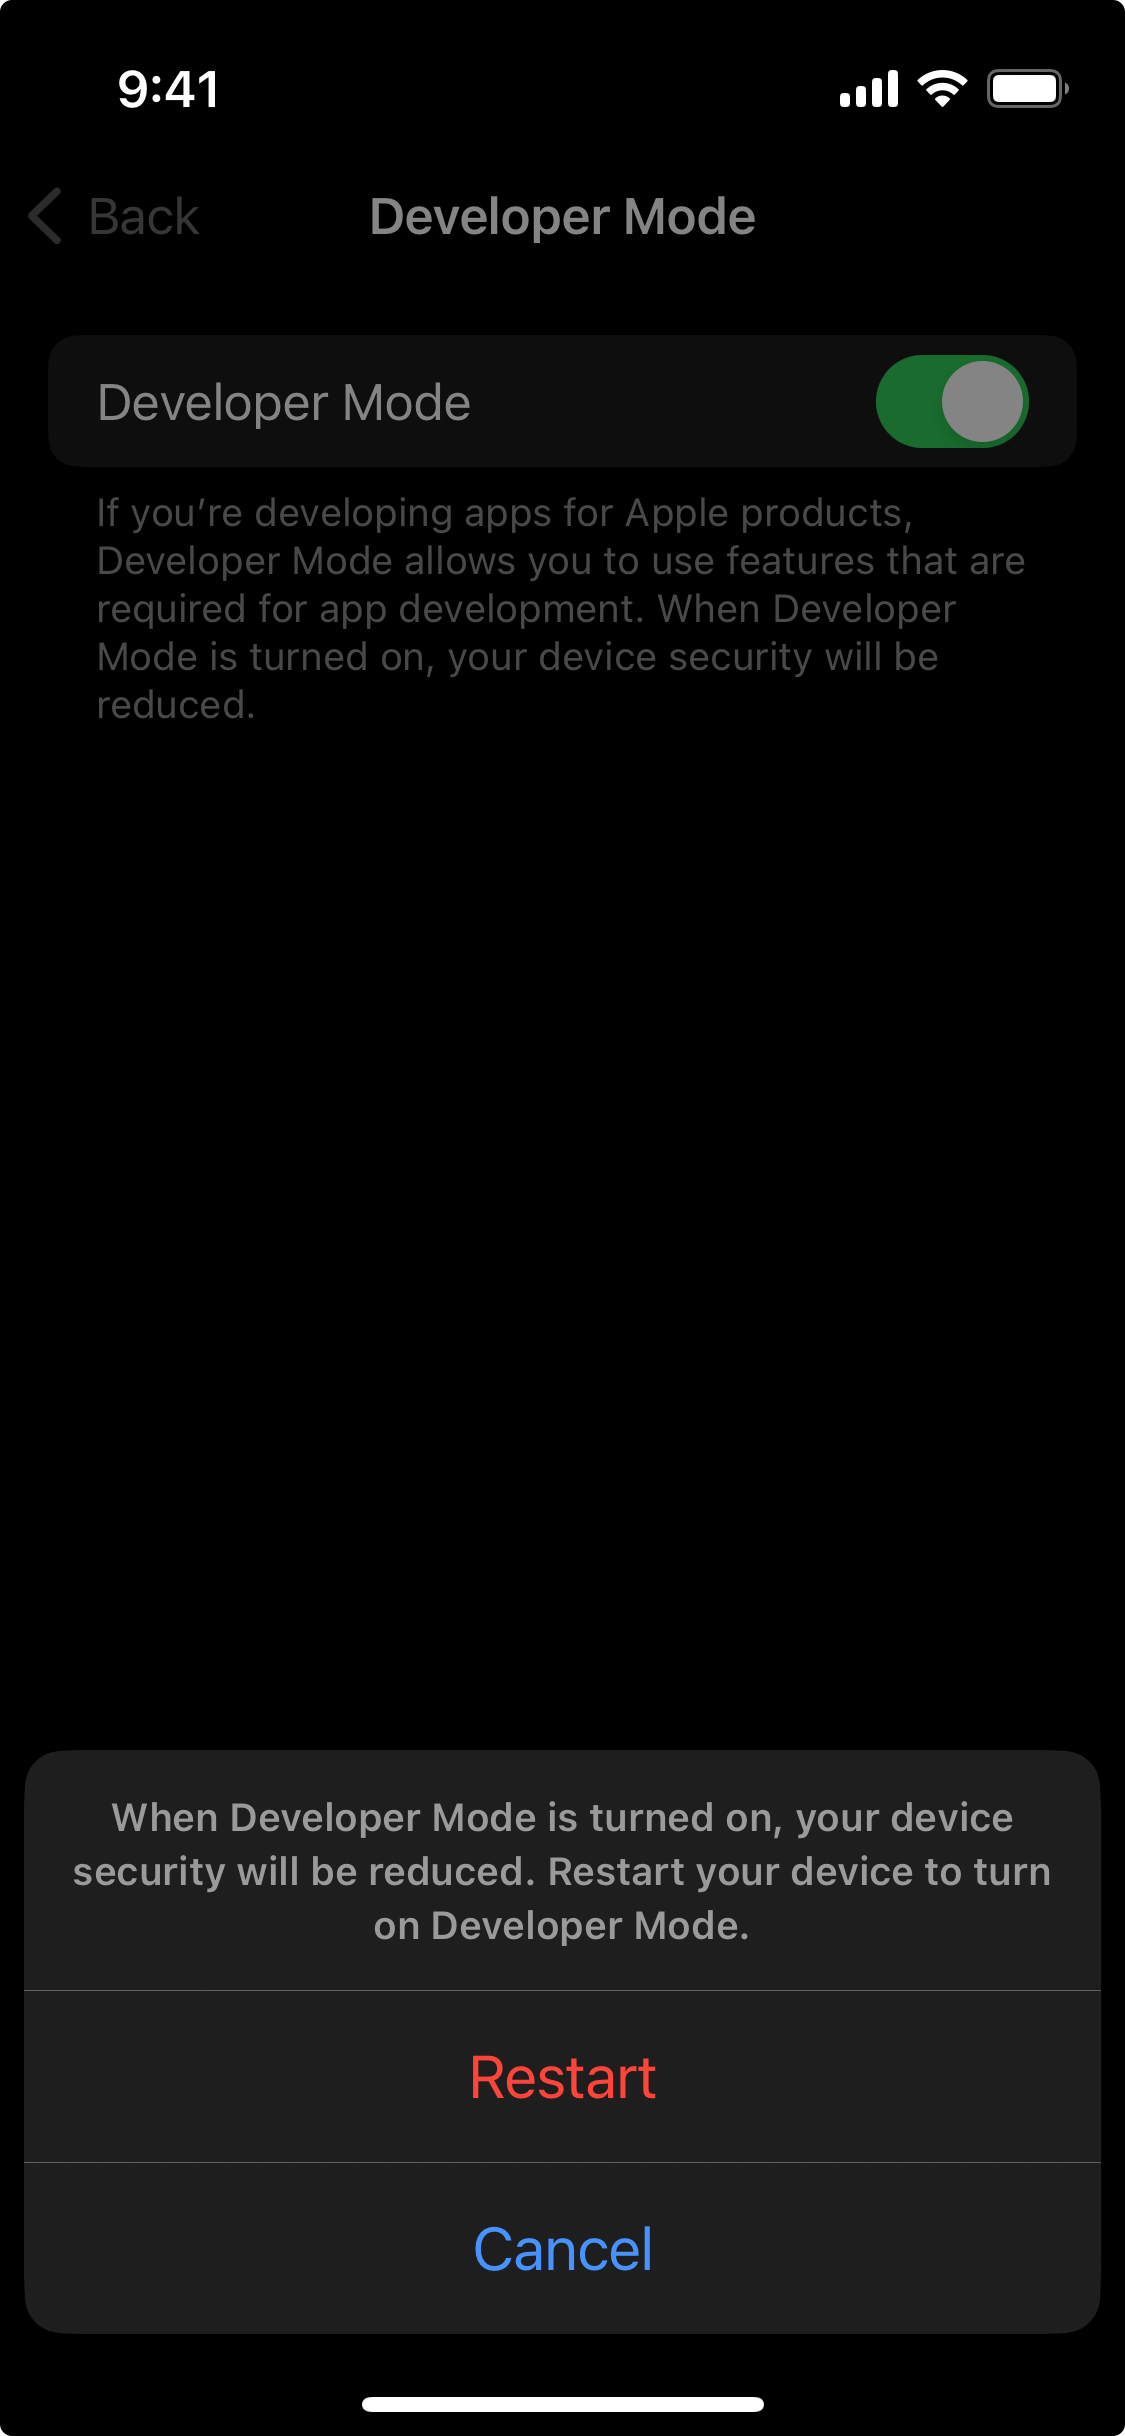 9:41
Back
Developer Mode
Developer Mode
If you’re developing apps for Apple products,
Developer Mode allows you to use features that are
required for app development. When Developer
Mode is turned on, your device security will be
reduced.
When Developer Mode is turned on, your device
security will be reduced. Restart your device to turn
on Developer Mode.
Restart
Cancel